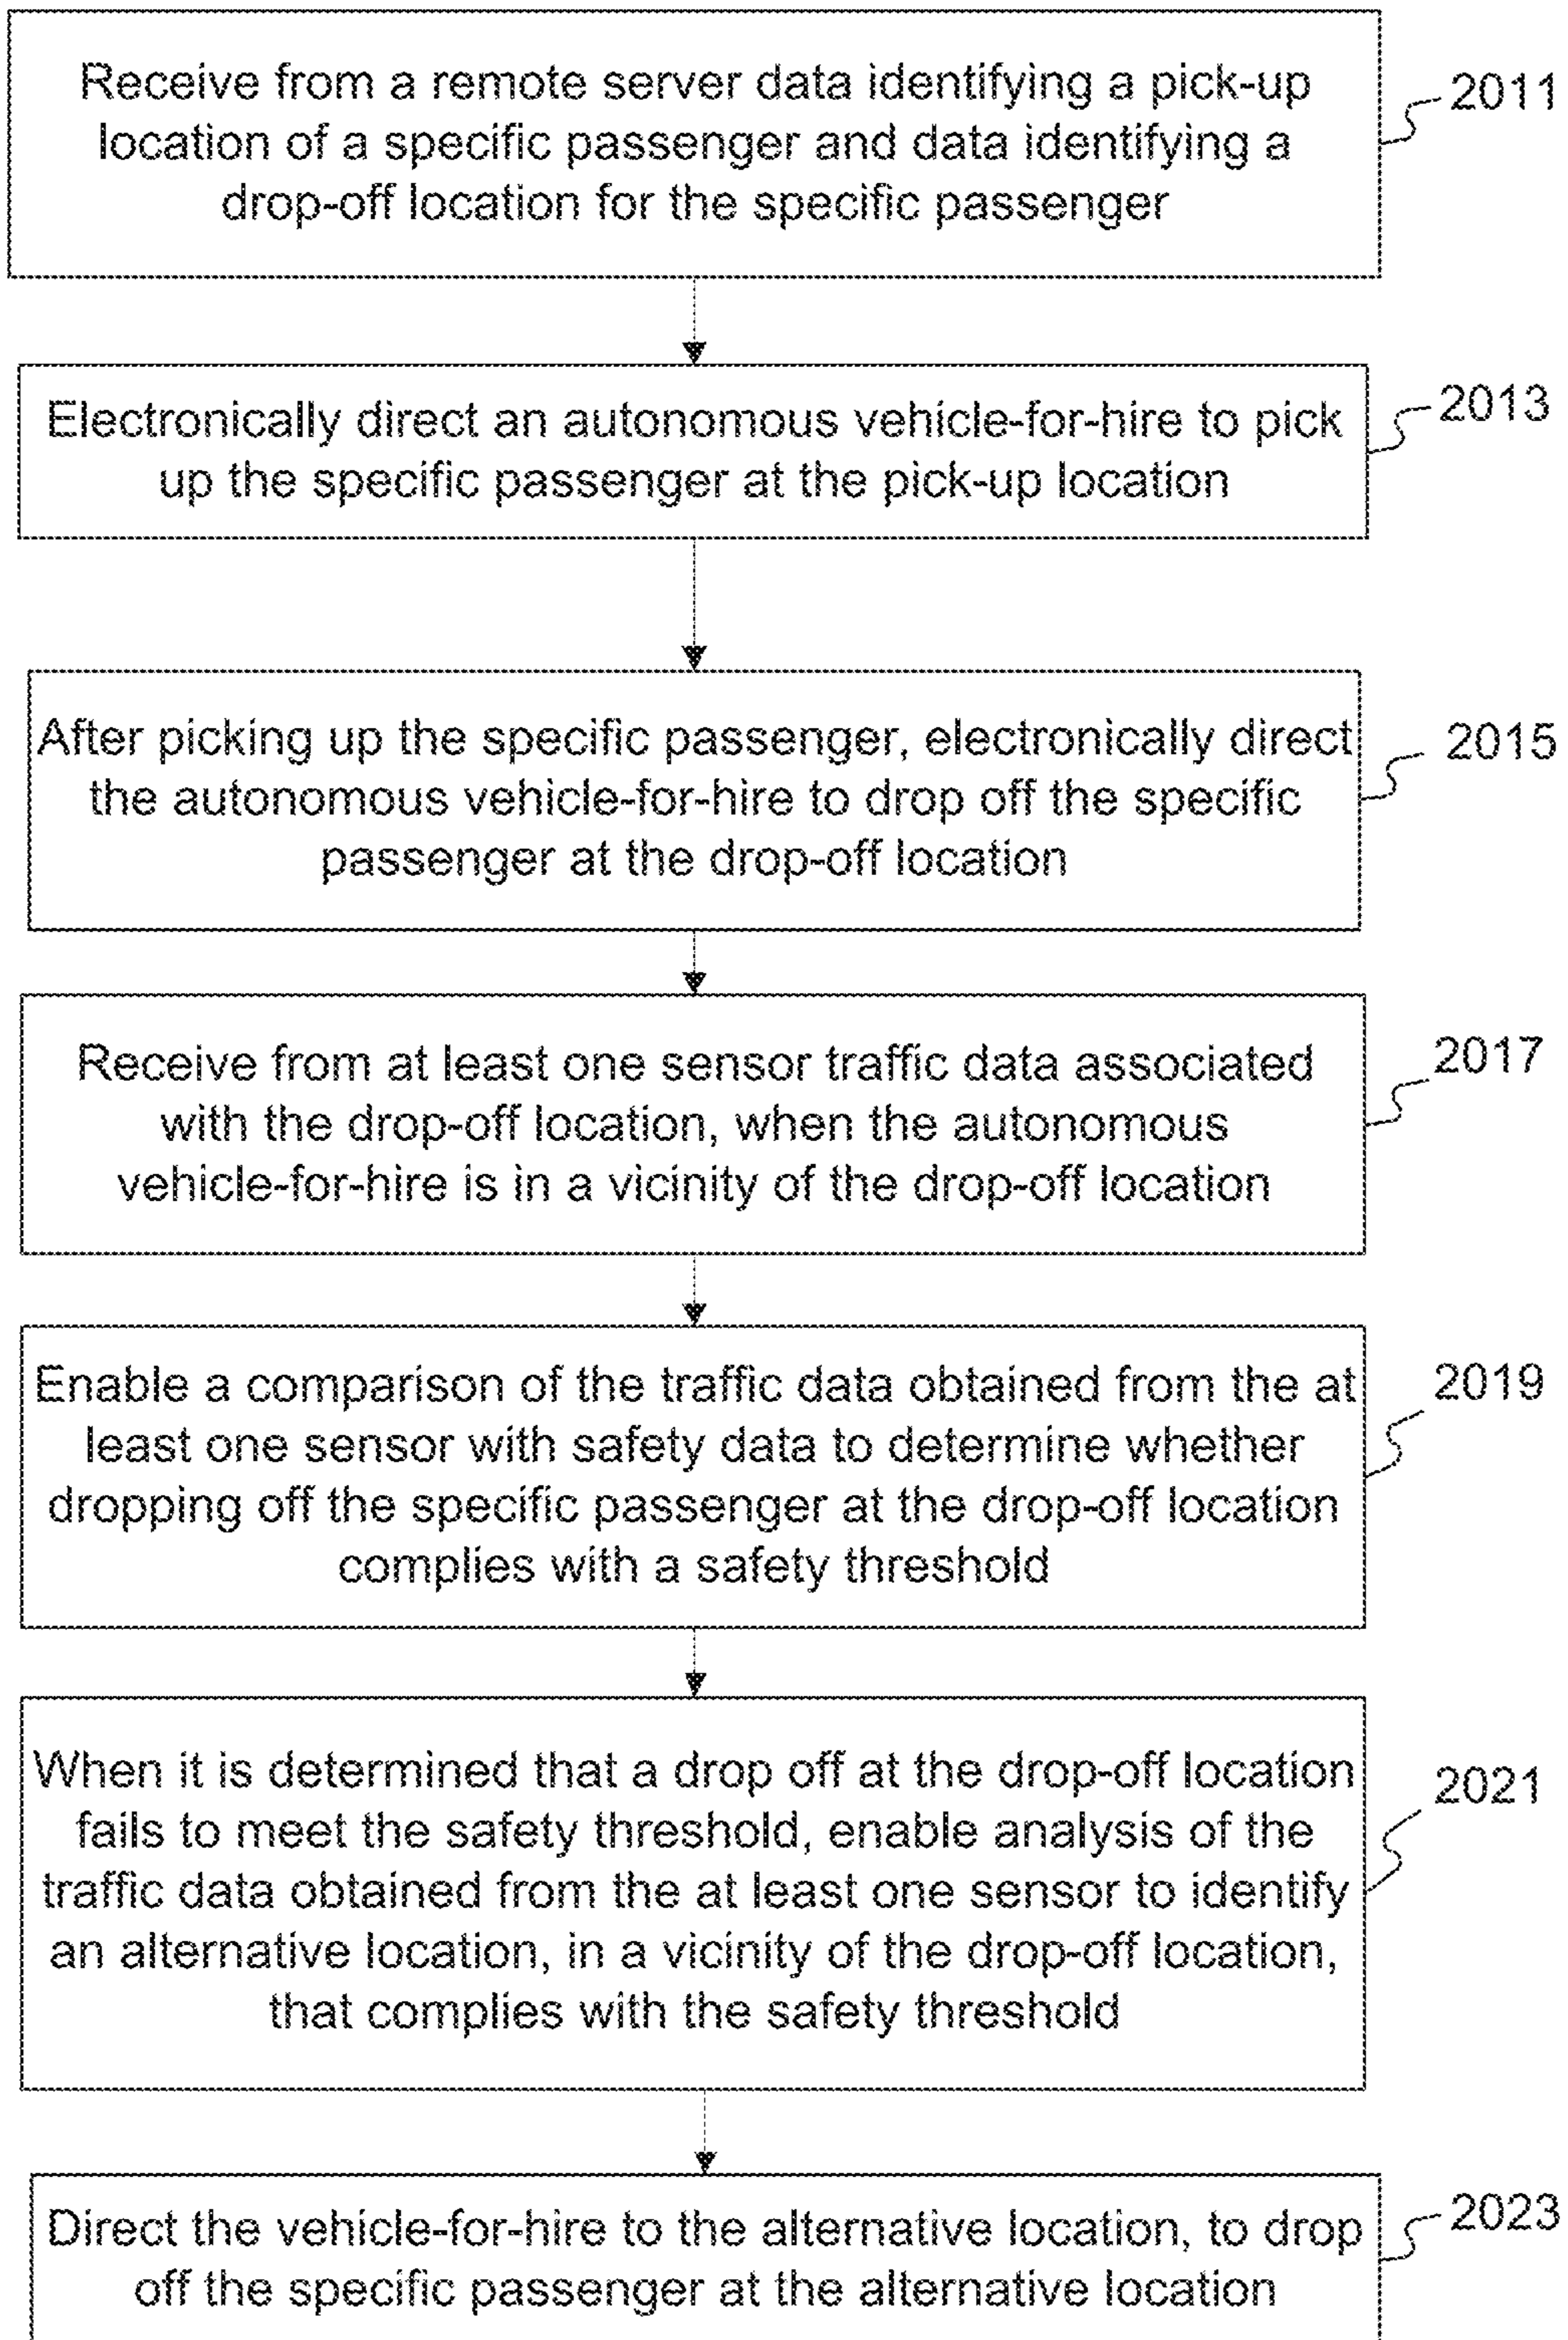 Receive from a remote server data identifying a pick-up
location of a specific passenger and data identifying a
drop-off location for the specific passenger
2011
Electronically direct an autonomous vehicle-for-hire to pick
up the specific passenger at the pick-up location
2013
After picking up the specific passenger, electronically direct
the autonomous vehicle-for-hire to drop off the specific
passenger at the drop-off location
2015
Receive from at least one sensor traffic data associated
with the drop-off location, when the autonomous
vehicle-for-hire is in a vicinity of the drop-off location
2017
Enable a comparison of the traffic data obtained from the at
least one sensor with safety data to determine whether
dropping off the specific passenger at the drop-off location
complies with a safety threshold
2019
When it is determined that a drop off at the drop-off location
fails to meet the safety threshold, enable analysis of the
traffic data obtained from the at least one sensor to identify
an alternative location, in a vicinity of the drop-off location,
that complies with the safety threshold
2021
Direct the vehicle-for-hire to the alternative location, to drop
off the specific passenger at the alternative location
2023